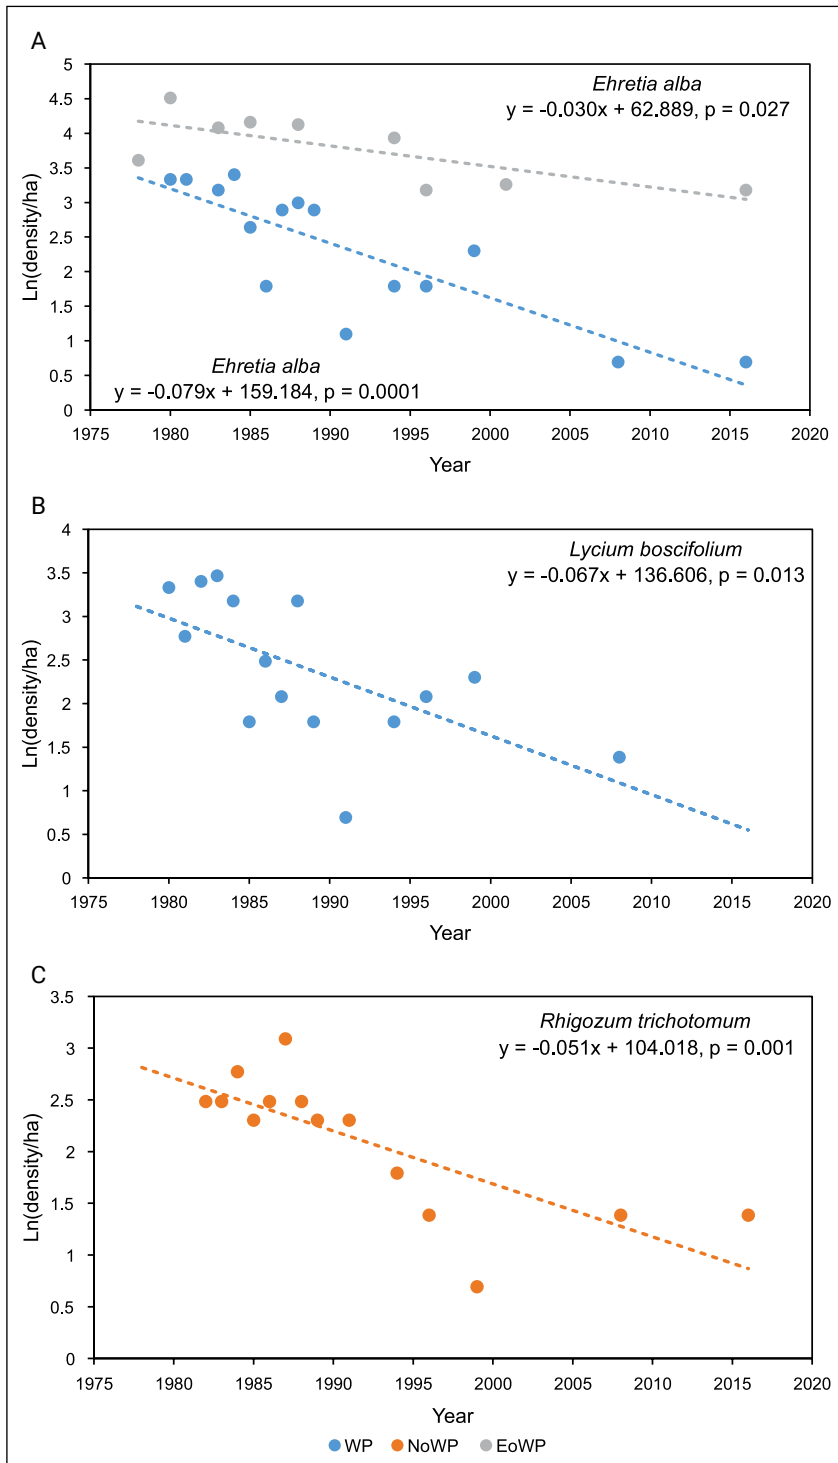 A
5
4.5
4
3.5
3
2.5
2
1.5
1
0.5
0
Ln(density/ha)
Ehretia alba
y = -0.030x + 62.889, p = 0.027
Ehretia alba
y = -0.079x + 159.184, p = 0.0001
1975 1980 1985 1990 1995 2000 2005 2010 2015 2020
Year
B
4
3.5
3
2.5
2
1.5
1
0.5
0
Ln(density/ha)
Lycium boscifolium
y = -0.067x + 136.606, p = 0.013
1975 1980 1985 1990 1995 2000 2005 2010 2015 2020
Year
C
3.5
3
2.5
2
1.5
1
0.5
0
Ln(density/ha)
Rhigozum trichotomum
y = -0.051x + 104.018, p = 0.001
1975 1980 1985 1990 1995 2000 2005 2010 2015 2020
Year
WP NoWP EoWP